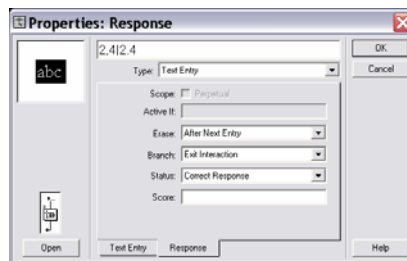 Properties: Response
2,4|2.4
OK
abc
Type: Text Entry
Cancel
Scope: Perpetual
Active If:
Erase: After Next Entry
Branch: Exit Interaction
Status: Correct Response
Score:
Open
Text Entry
Response
Help